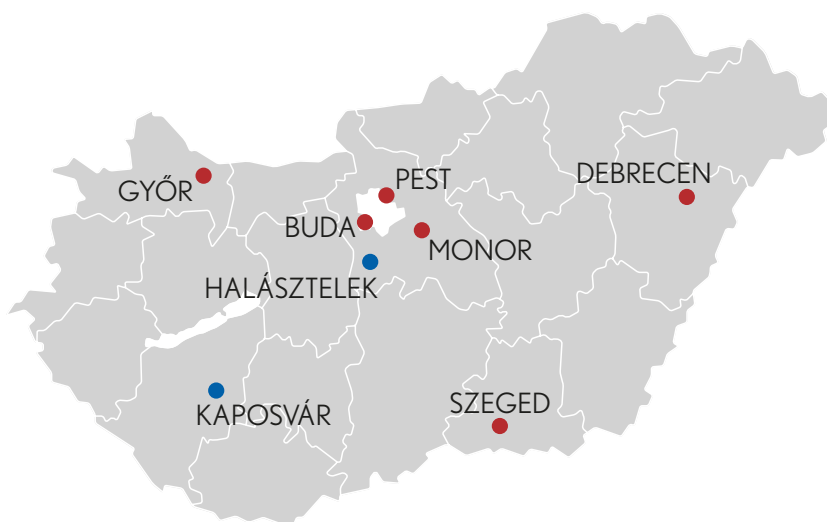 PEST
DEBRECEN
GYŐR
BUDA
MONOR
HALÁSZTELEK
SZEGED
KAPOSVÁR